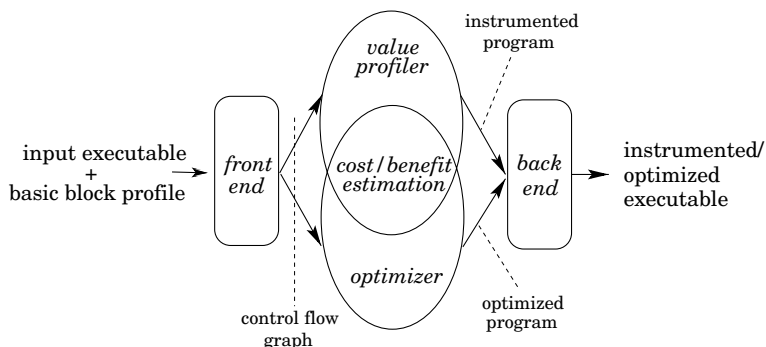 input executable
+
basic block profile
front
end
control flow
graph
value
profiler
cost/benefit
estimation
optimizer
instrumented
program
optimized
program
back
end
instrumented/
optimized
executable